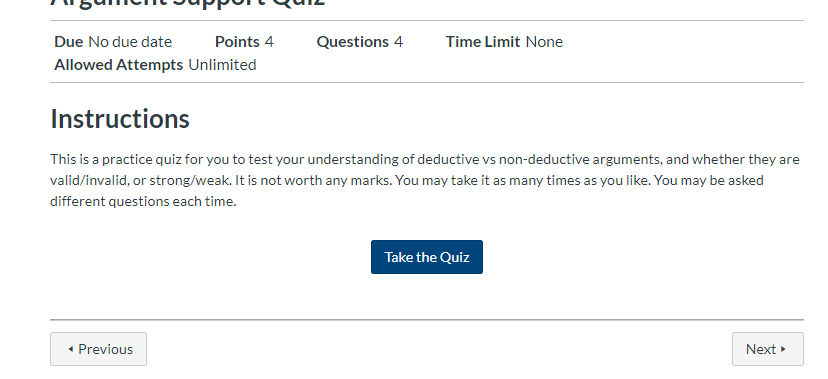 Argument Support Quiz
Due No due date Points 4 Questions 4 Time Limit None
Allowed Attempts Unlimited
Instructions
This is a practice quiz for you to test your understanding of deductive vs non-deductive arguments, and whether they are
valid/invalid, or strong/weak. It is not worth any marks. You may take it as many times as you like. You may be asked
different questions each time.
Take the Quiz
Previous
Next